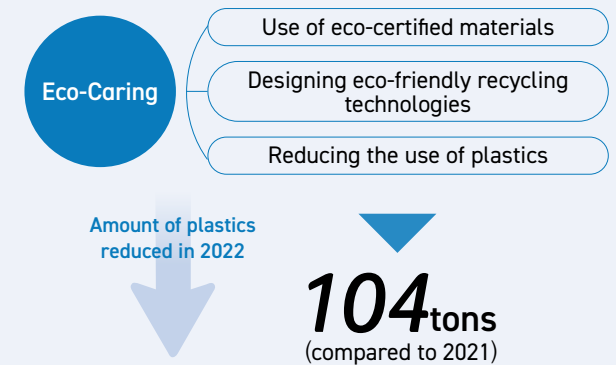 Eco-Caring
Use of eco-certified materials
Designing eco-friendly recycling
technologies
Reducing the use of plastics
Amount of plastics
reduced in 2022
104tons
(compared to 2021)